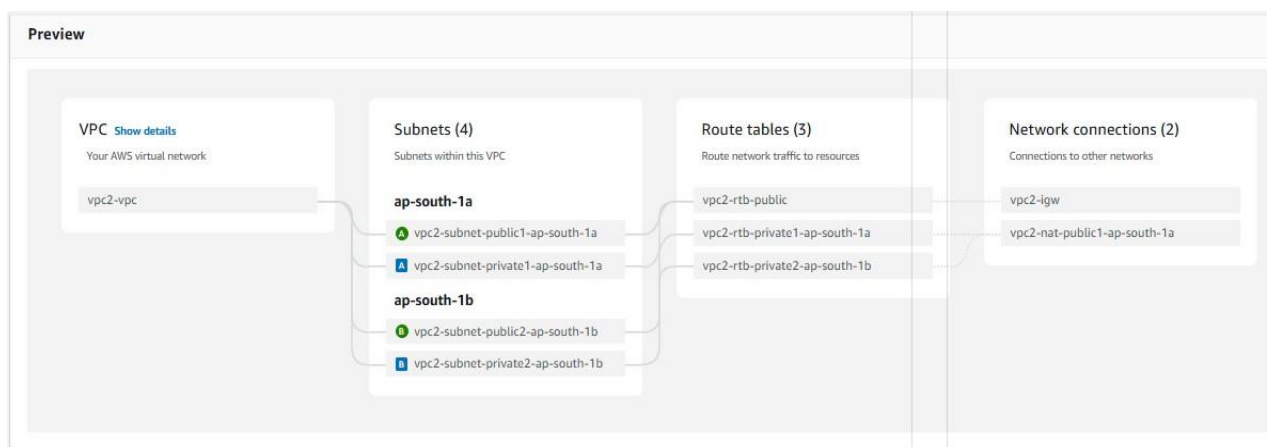 Preview
VPC Show details
Your AWS virtual network
vpc2-vpc
Subnets (4)
Subnets within this VPC
ap-south-1a
A vpc2-subnet-public1-ap-south-1a
A vpc2-subnet-private1-ap-south-1a
ap-south-1b
B vpc2-subnet-public2-ap-south-1b
B vpc2-subnet-private2-ap-south-1b
Route tables (3)
Route network traffic to resources
vpc2-rtb-public
vpc2-rtb-private1-ap-south-1a
vpc2-rtb-private2-ap-south-1b
Network connections (2)
Connections to other networks
vpc2-igw
vpc2-nat-public1-ap-south-1a